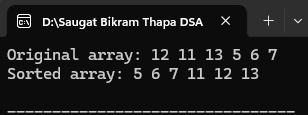 D:\Saugat Bikram Thapa DSA
Original array: 12 11 13 5 6 7
Sorted array: 5 6 7 11 12 13
--------------------------------